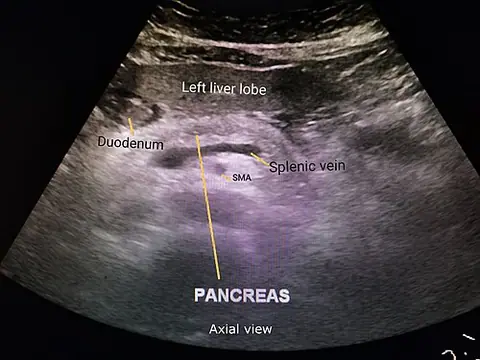 Left liver lobe
Duodenum
Splenic vein
SMA
PANCREAS
Axial view